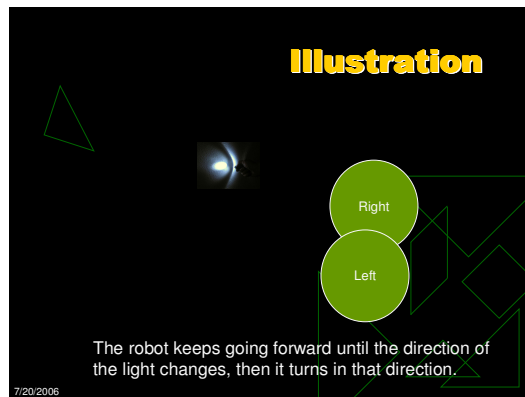 Illustration
Right
Left
The robot keeps going forward until the direction of
the light changes, then it turns in that direction.
7/20/2006